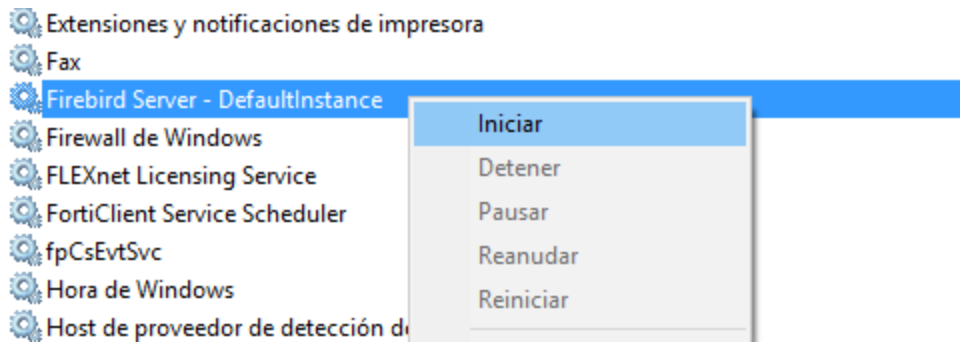 Extensiones y notificaciones de impresora
Fax
Firebird Server - DefaultInstance
Firewall de Windows
FLEXnet Licensing Service
FortiClient Service Scheduler
fpCsEvtSvc
Hora de Windows
Host de proveedor de detección
Iniciar
Detener
Pausar
Reanudar
Reiniciar